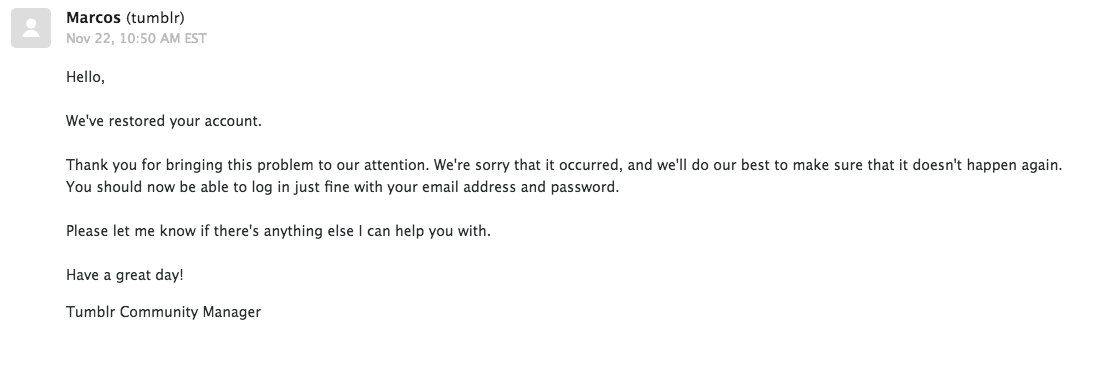 Marcos (tumblr)
Nov 22, 10:50 AM EST
Hello,
We've restored your account.
Thank you for bringing this problem to our attention. We're sorry that it occurred, and we'll do our best to make sure that it doesn't happen again.
You should now be able to log in just fine with your email address and password.
Please let me know if there's anything else I can help you with.
Have a great day!
Tumblr Community Manager